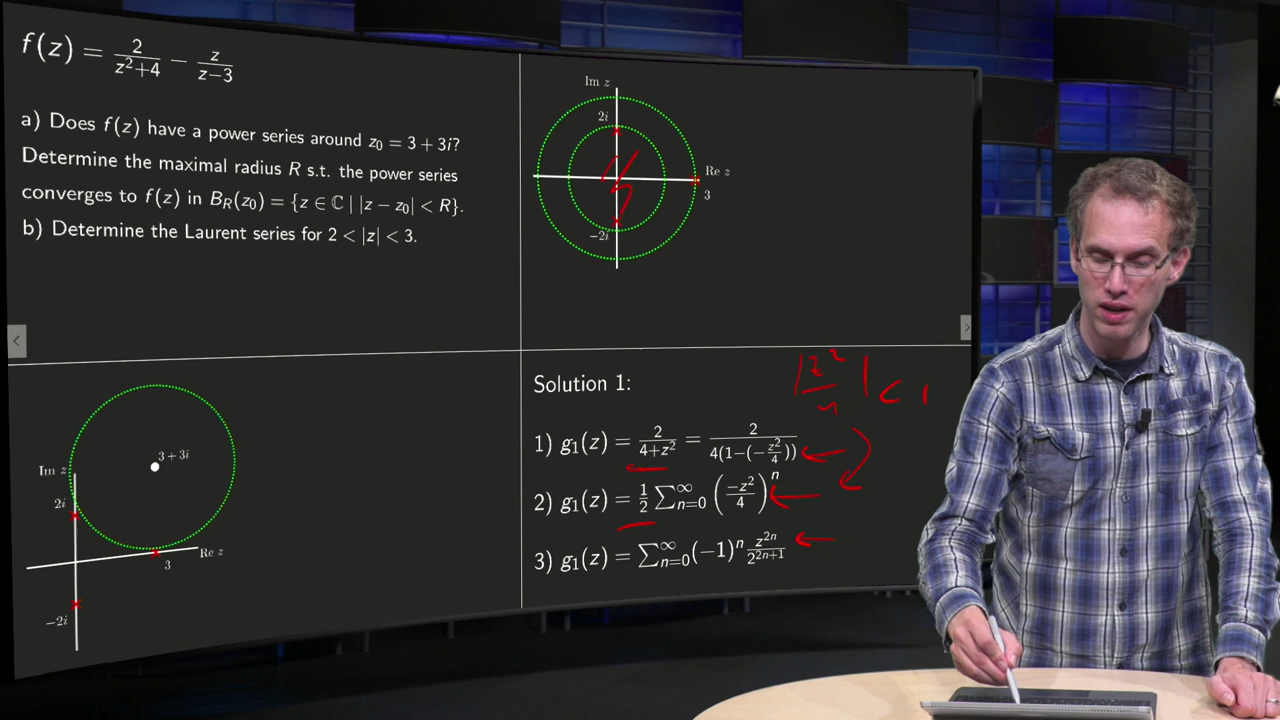 f(z) = 2/(z²+4) − z/(z−3)
a) Does f(z) have a power series around z₀ = 3 + 3i?
Determine the maximal radius R s.t. the power series
converges to f(z) in B_R(z₀) = {z ∈ ℂ | |z − z₀| < R}.
b) Determine the Laurent series for 2 < |z| < 3.
Im z
2i
Re z
3
−2i
3 + 3i
Im z
2i
Re z
3
−2i
Solution 1:
|z²/4| < 1
1) g₁(z) = 2/(4+z²) = 2/(4(1−(−z²/4)))
2) g₁(z) = 1/2 ∑_{n=0}^{∞} (−z²/4)^n
3) g₁(z) = ∑_{n=0}^{∞} (−1)^n z^{2n}/2^{2n+1}